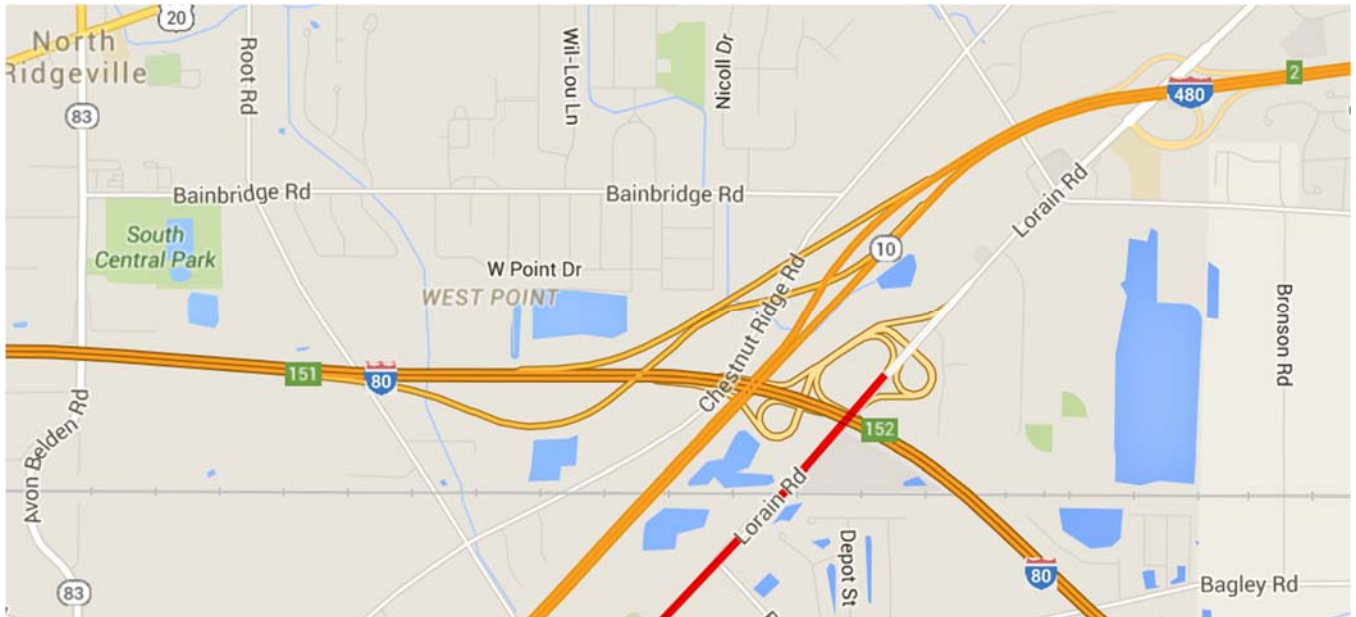 20
North
Ridgeville
Root Rd
Wil-Lou Ln
Nicoll Dr
480
2
83
Bainbridge Rd
Bainbridge Rd
Lorain Rd
South
Central Park
10
W Point Dr
WEST POINT
Chestnut Ridge Rd
Bronson Rd
151
80
152
Avon Belden Rd
Lorain Rd
Depot St
80
Bagley Rd
83